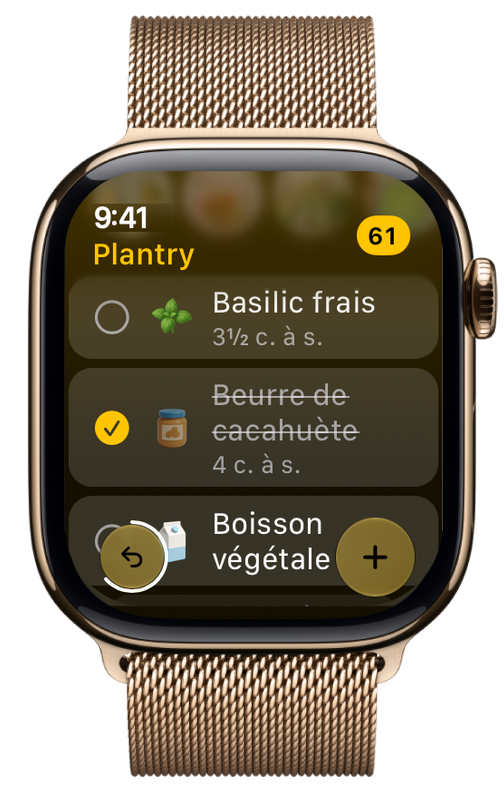 9:41
Plantry
61
Basilic frais
3½ c. à s.
Beurre de
cacahuète
4 c. à s.
Boisson
végétale